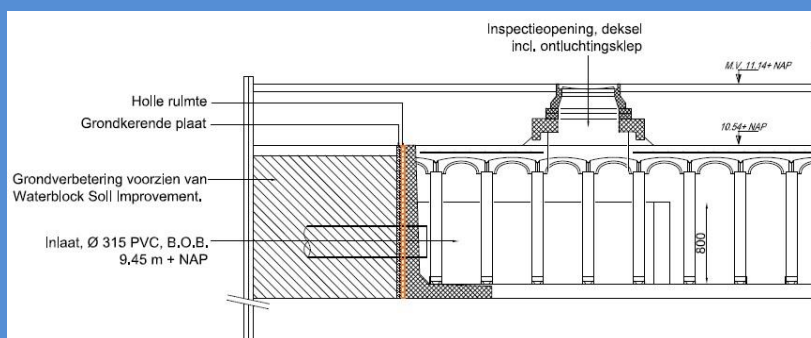 Inspectieopening, deksel
incl. ontluchtingsklep
M.V. 11.14+ NAP
Holle ruimte
Grondkerende plaat
10.54+ NAP
Grondverbetering voorzien van
Waterblock Soil Improvement.
Inlaat, Ø 315 PVC, B.O.B.
9.45 m + NAP
800